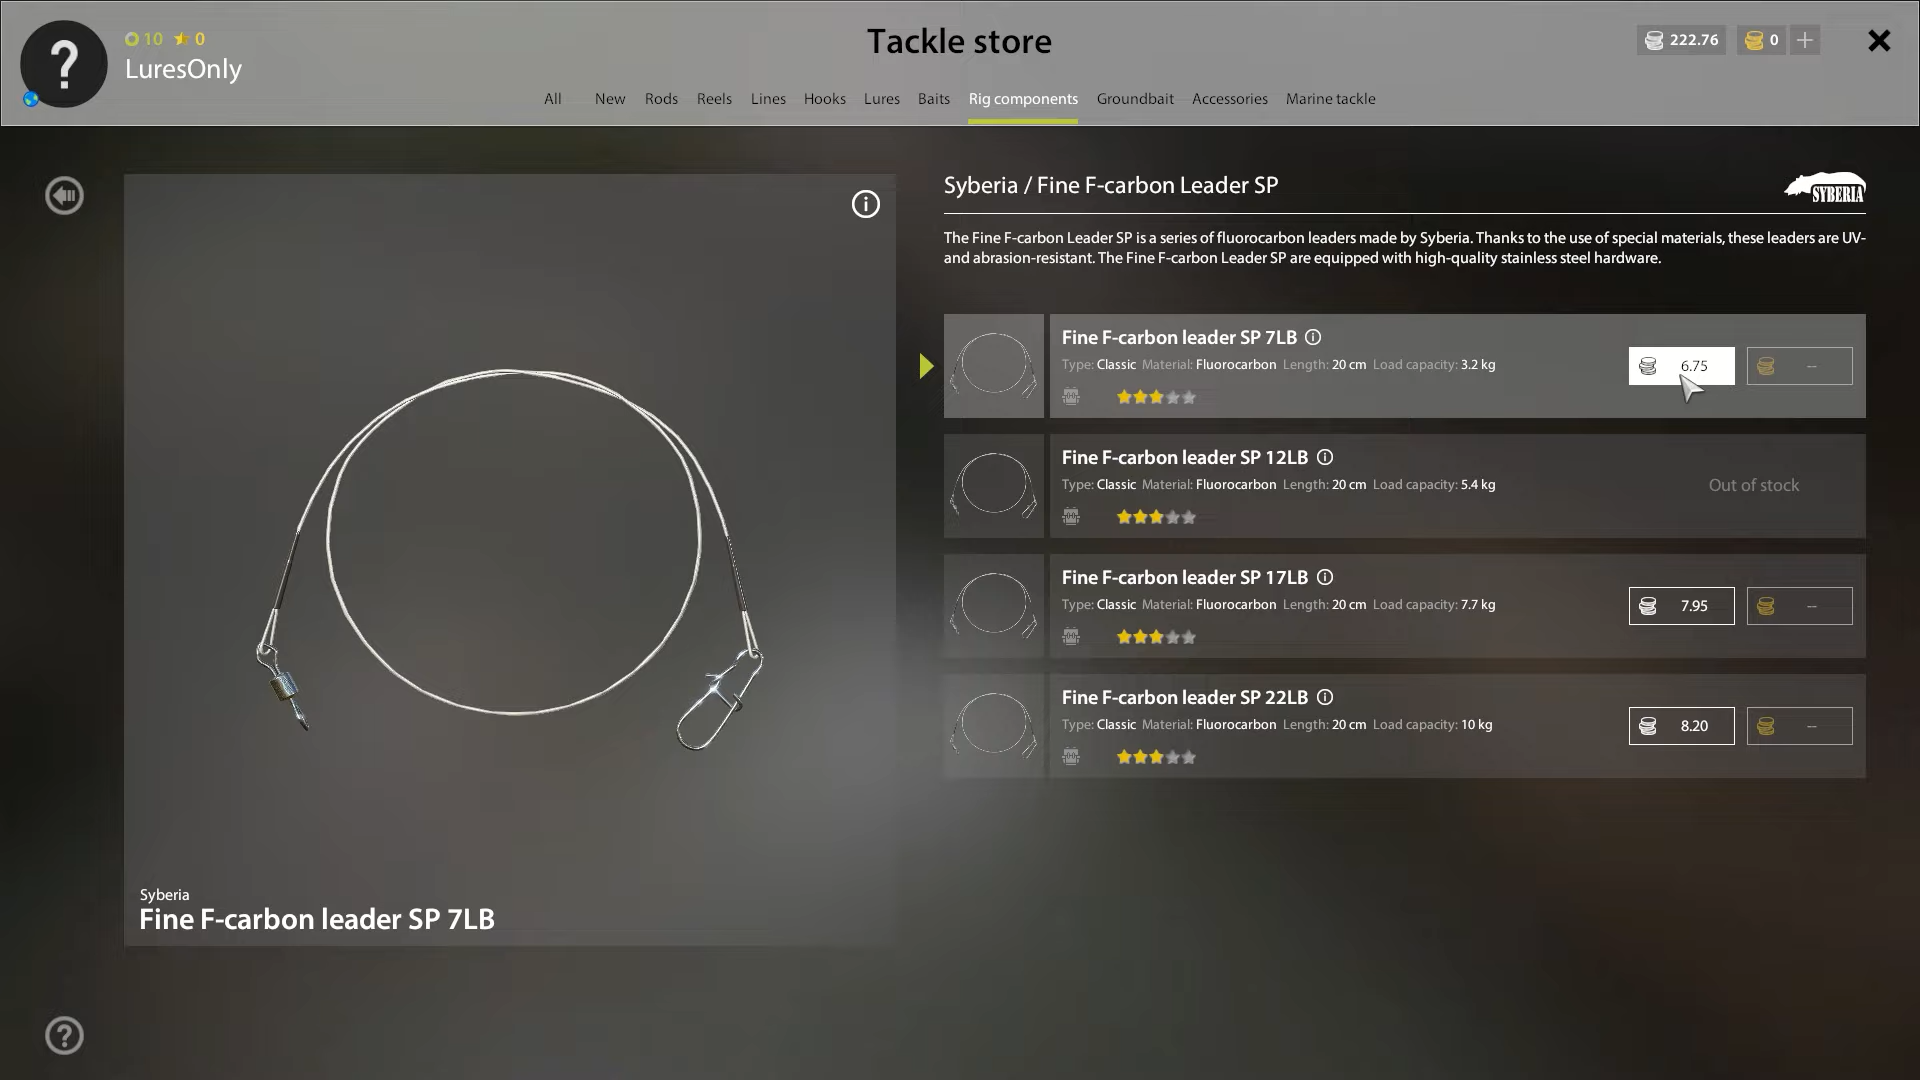 10 0
LuresOnly
Tackle store
222.76 0
All New Rods Reels Lines Hooks Lures Baits Rig components Groundbait Accessories Marine tackle
Syberia / Fine F-carbon Leader SP
SYBERIA
The Fine F-carbon Leader SP is a series of fluorocarbon leaders made by Syberia. Thanks to the use of special materials, these leaders are UV-
and abrasion-resistant. The Fine F-carbon Leader SP are equipped with high-quality stainless steel hardware.
Fine F-carbon leader SP 7LB
Type: Classic Material: Fluorocarbon Length: 20 cm Load capacity: 3.2 kg
6.75 --
Fine F-carbon leader SP 12LB
Type: Classic Material: Fluorocarbon Length: 20 cm Load capacity: 5.4 kg
Out of stock
Fine F-carbon leader SP 17LB
Type: Classic Material: Fluorocarbon Length: 20 cm Load capacity: 7.7 kg
7.95 --
Fine F-carbon leader SP 22LB
Type: Classic Material: Fluorocarbon Length: 20 cm Load capacity: 10 kg
8.20 --
Syberia
Fine F-carbon leader SP 7LB